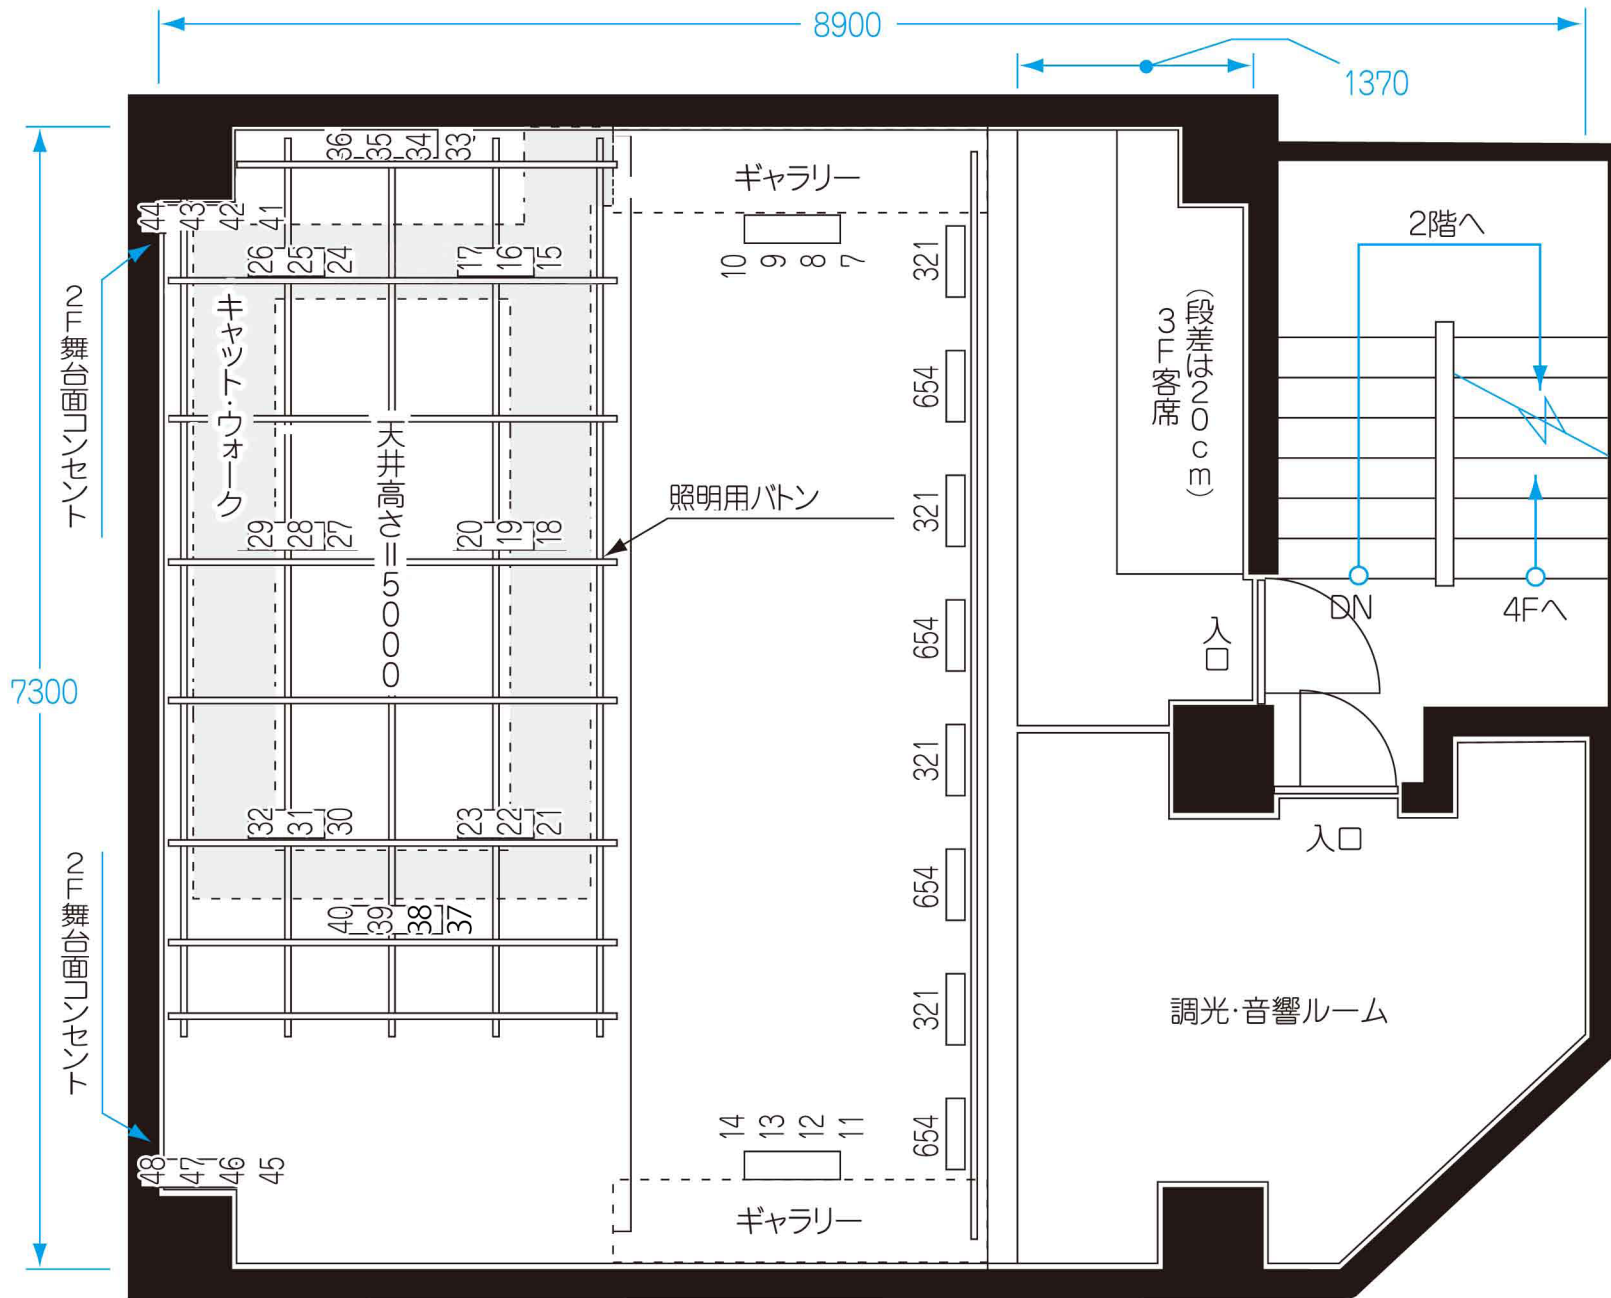 8900
1370
7300
36 35 34 33
ギャラリー
44 43 42 41
2階へ
26 25 24
17 16 15
10 9 8 7
321
2F舞台面コンセント
キャット・ウォーク
天井高さ=5000
(段差は20cm)
3F客席
654
照明用バトン
321
29 28 27
20 19 18
654
DN
4Fへ
入口
321
32 31 30
23 22 21
入口
654
2F舞台面コンセント
40 39 38 37
321
調光・音響ルーム
14 13 12 11
654
48 47 46 45
ギャラリー